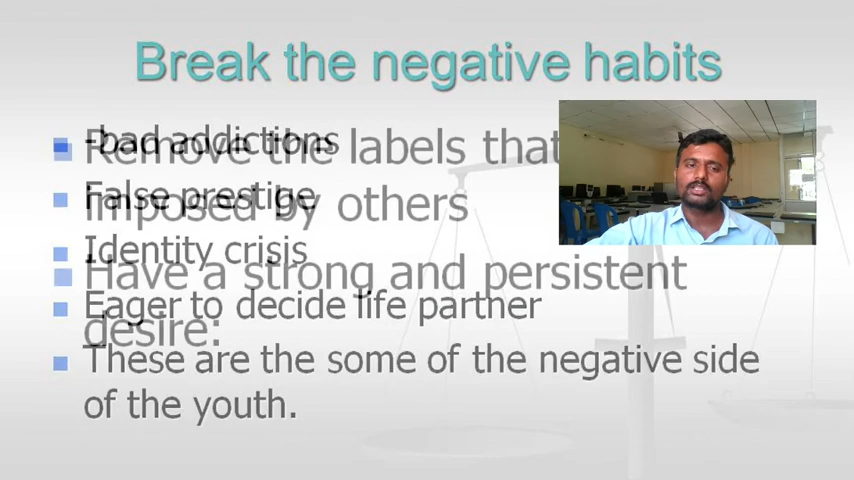 Break the negative habits
-bad addictions
Remove the labels that
False prestige
imposed by others
Identity crisis
Have a strong and persistent
Eager to decide life partner
desire:
These are the some of the negative side
of the youth.